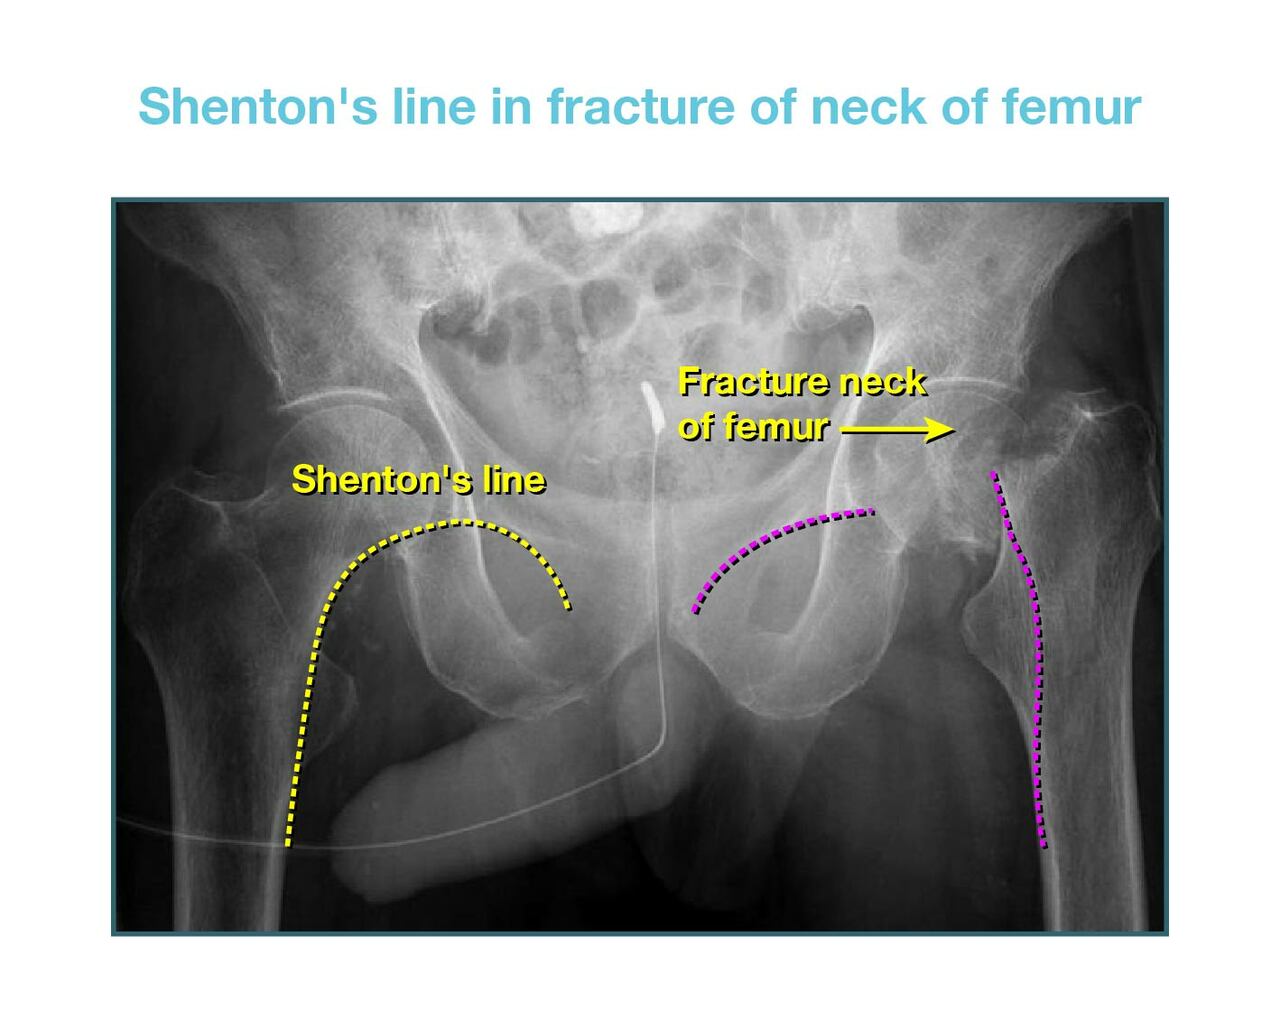 Shenton's line in fracture of neck of femur
Fracture neck
of femur
Shenton's line